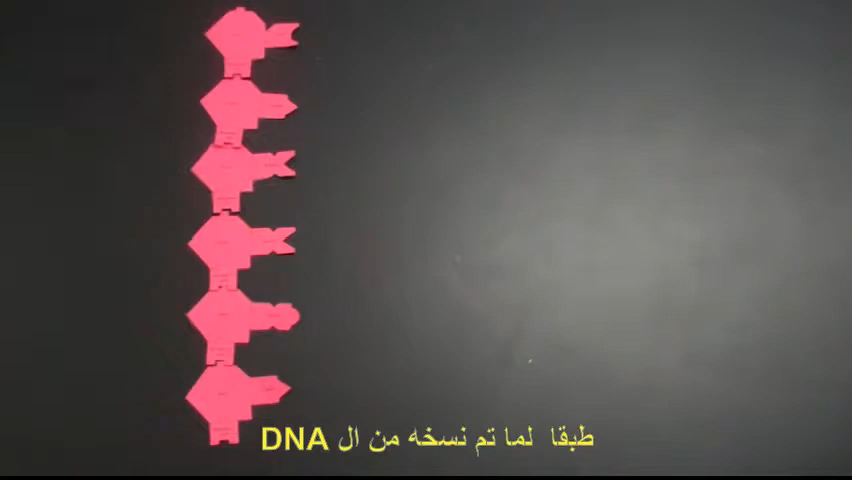 طبقا لما تم نسخه من ال DNA